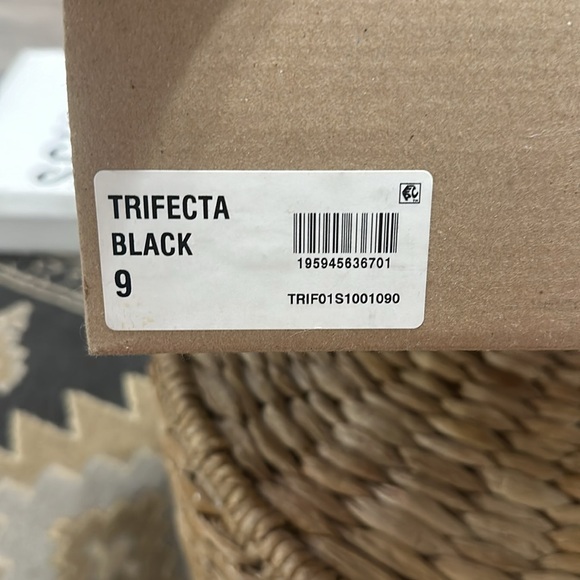 TRIFECTA
BLACK
9
195945636701
TRIF01S1001090